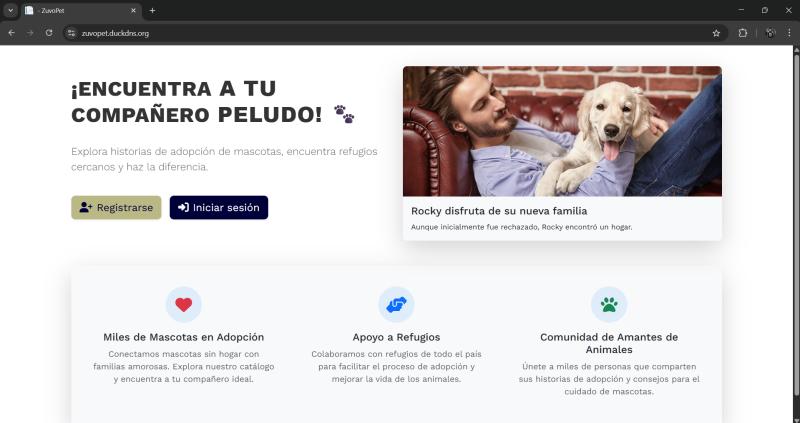 - ZuvoPet
zuvopet.duckdns.org
¡ENCUENTRA A TU
COMPAÑERO PELUDO!
Explora historias de adopción de mascotas, encuentra refugios
cercanos y haz la diferencia.
Registrarse
Iniciar sesión
Rocky disfruta de su nueva familia
Aunque inicialmente fue rechazado, Rocky encontró un hogar.
Miles de Mascotas en Adopción
Conectamos mascotas sin hogar con
familias amorosas. Explora nuestro catálogo
y encuentra a tu compañero ideal.
Apoyo a Refugios
Colaboramos con refugios de todo el país
para facilitar el proceso de adopción y
mejorar la vida de los animales.
Comunidad de Amantes de
Animales
Únete a miles de personas que comparten
sus historias de adopción y consejos para el
cuidado de mascotas.